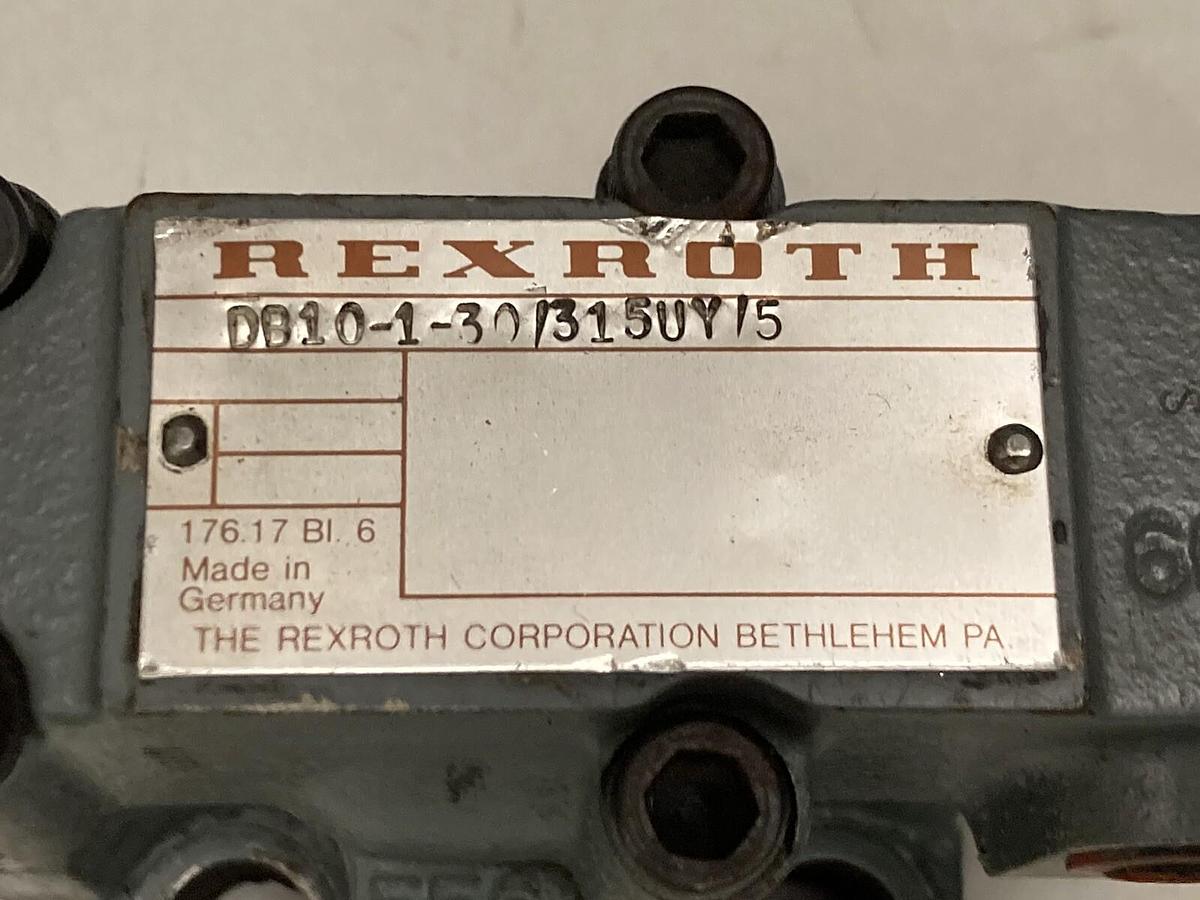 REXROTH
DB10-1-30/315UY/5
176.17 Bl. 6
Made in
Germany
THE REXROTH CORPORATION BETHLEHEM PA.